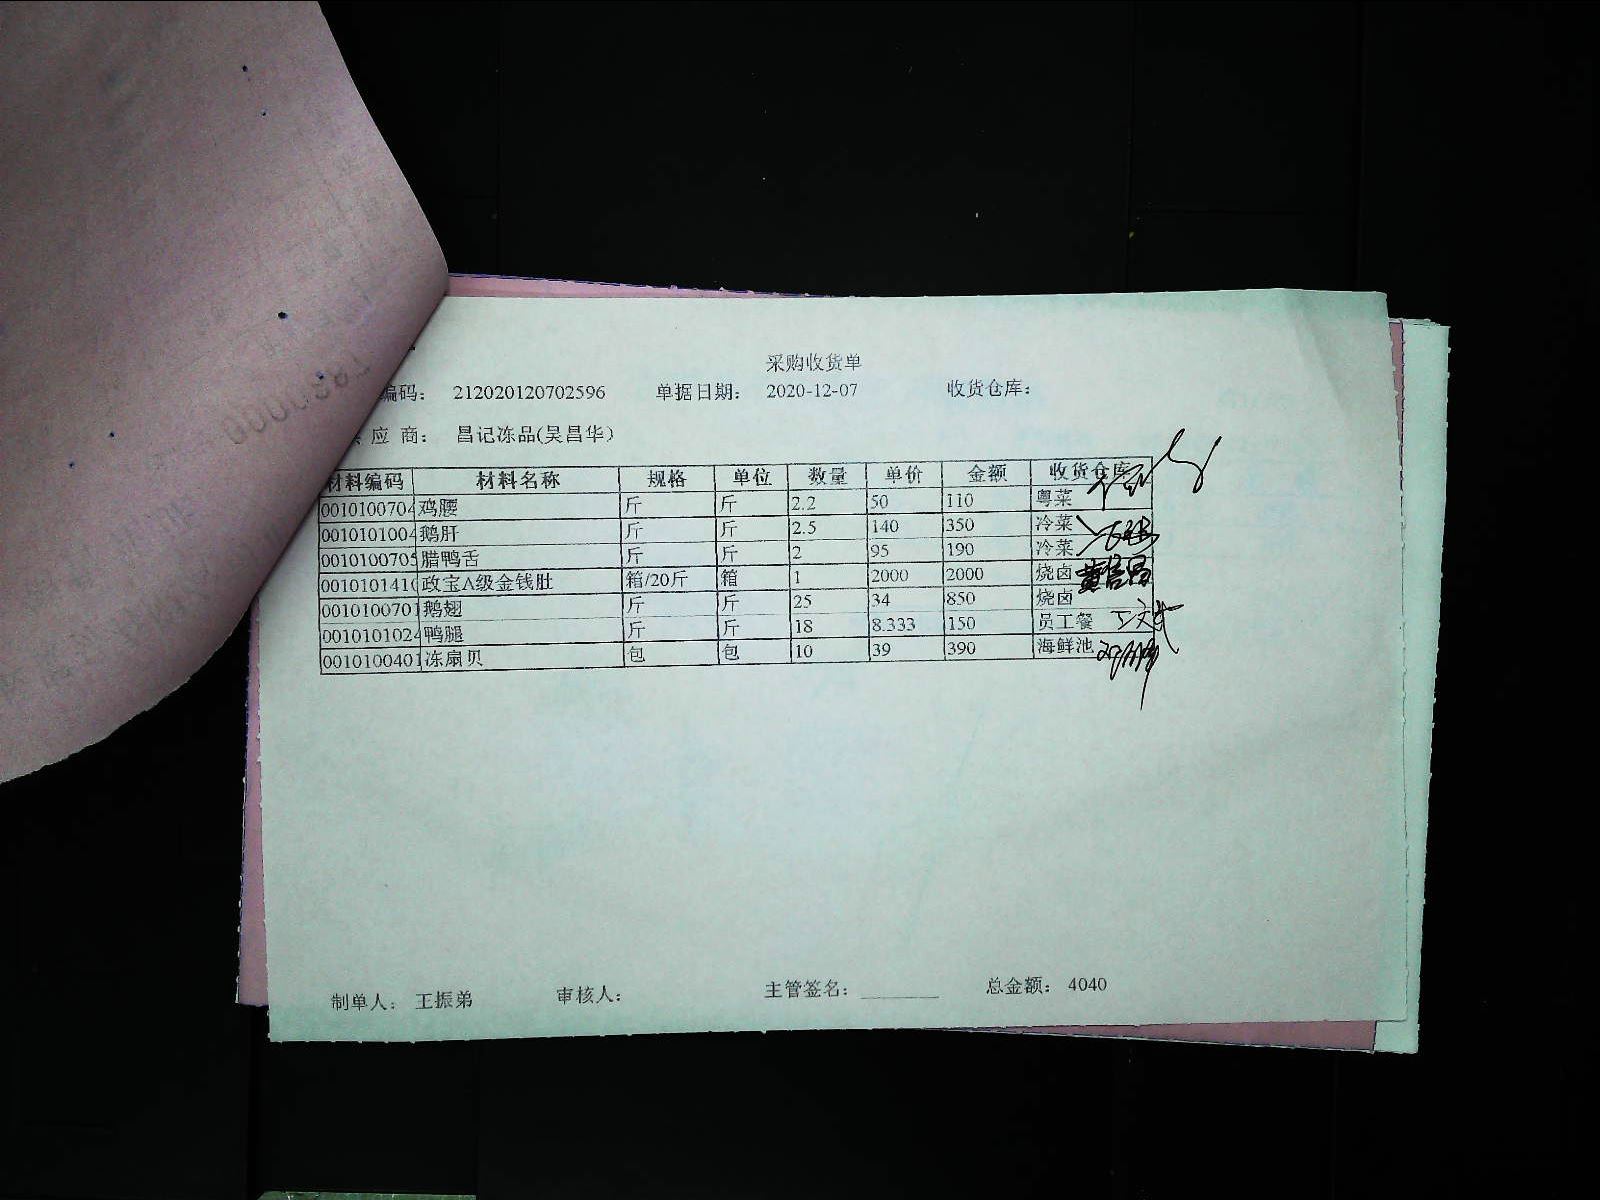 采购收货单
编码： 212020120702596 单据日期： 2020-12-07 收货仓库：
应 商： 昌记冻品(吴昌华)
材料编码 材料名称 规格 单位 数量 单价 金额 收货仓库
001010070 鸡腰 斤 斤 2.2 50 110 粤菜
001010100 鹅肝 斤 斤 2.5 140 350 冷菜
001010070 腊鸭舌 斤 斤 2 95 190 冷菜
001010141 政宝A级金钱肚 箱/20斤 箱 1 2000 2000 烧卤
001010070 鹅翅 斤 斤 25 34 850 烧卤
001010102 鸭腿 斤 斤 18 8.333 150 员工餐
001010040 冻扇贝 包 包 10 39 390 海鲜池
制单人： 王振弟 审核人： 主管签名： 总金额： 4040